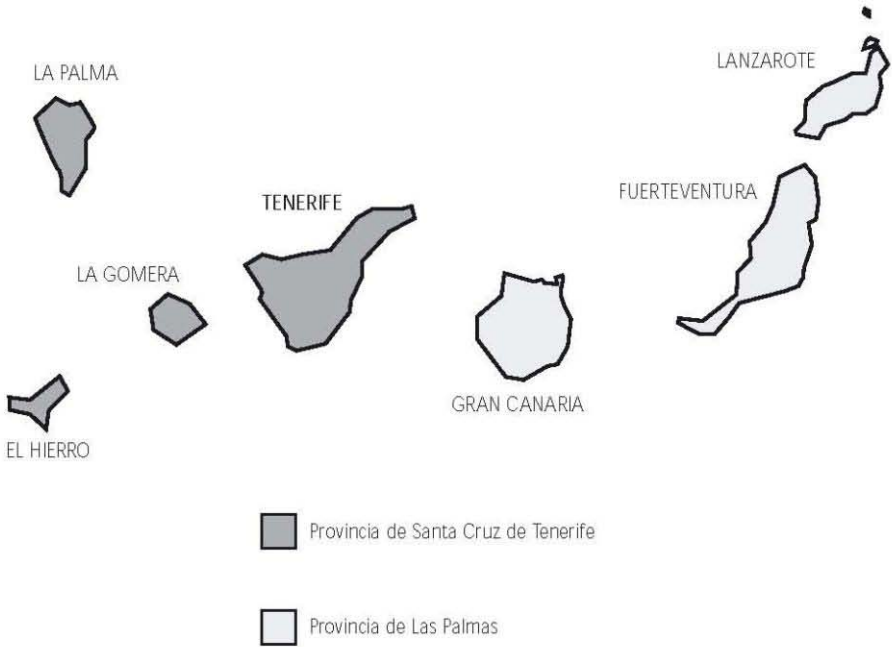 LANZAROTE
LA PALMA
FUERTEVENTURA
TENERIFE
LA GOMERA
GRAN CANARIA
EL HIERRO
Provincia de Santa Cruz de Tenerife
Provincia de Las Palmas